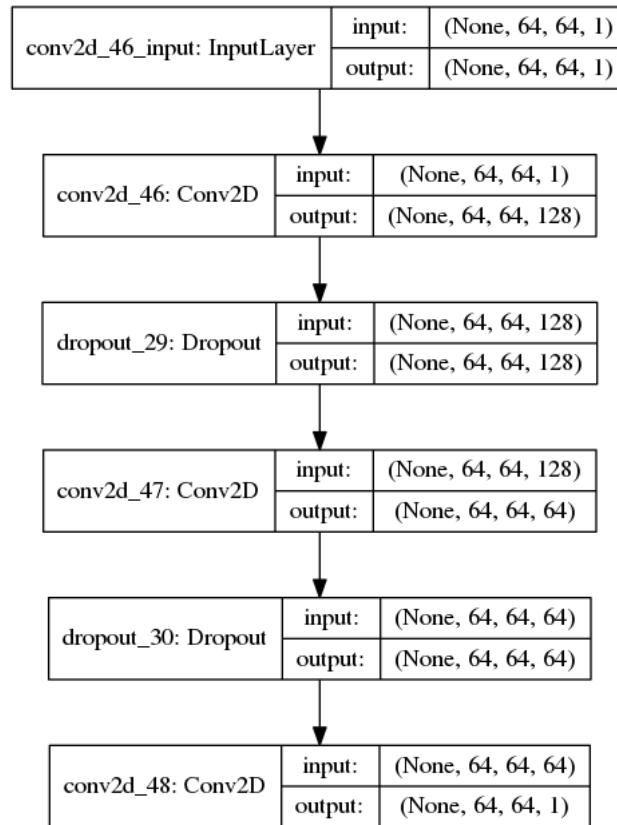 conv2d_46_input: InputLayer
input: (None, 64, 64, 1)
output: (None, 64, 64, 1)
conv2d_46: Conv2D
input: (None, 64, 64, 1)
output: (None, 64, 64, 128)
dropout_29: Dropout
input: (None, 64, 64, 128)
output: (None, 64, 64, 128)
conv2d_47: Conv2D
input: (None, 64, 64, 128)
output: (None, 64, 64, 64)
dropout_30: Dropout
input: (None, 64, 64, 64)
output: (None, 64, 64, 64)
conv2d_48: Conv2D
input: (None, 64, 64, 64)
output: (None, 64, 64, 1)